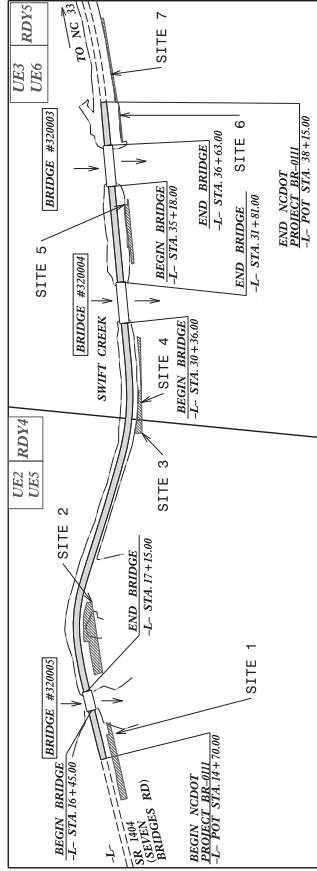 UE2
RDY4
UE5
UE3
RDY5
UE6
BRIDGE #320005
BEGIN BRIDGE
-L- STA. 16+45.00
-L-
SR 1404
(SEVEN
BRIDGES RD)
BEGIN NCDOT
PROJECT BR-0111
-L- POT STA. 14+70.00
SITE 1
SITE 2
END BRIDGE
-L- STA. 17+15.00
SITE 3
SITE 4
SWIFT CREEK
BEGIN BRIDGE
-L- STA. 30+36.00
BRIDGE #320004
SITE 5
END BRIDGE
-L- STA. 31+81.00
BRIDGE #320003
BEGIN BRIDGE
-L- STA. 35+18.00
END BRIDGE
-L- STA. 36+63.00
SITE 6
SITE 7
TO NC 33
END NCDOT
PROJECT BR-0111
-L- POT STA. 38+15.00